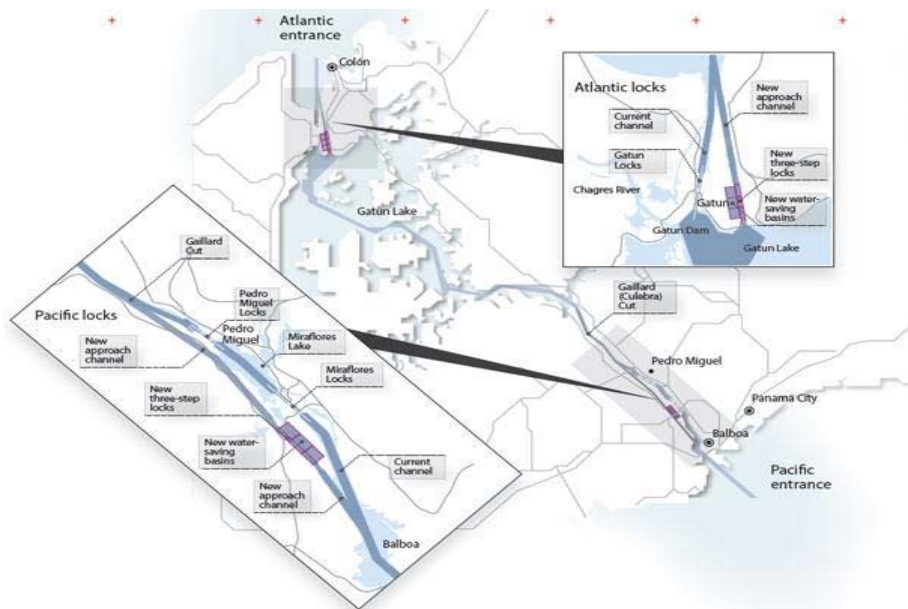 Atlantic
entrance
Colón
Atlantic locks
Current
channel
New
approach
channel
Gatun
Locks
New
three-step
locks
Chagres River
Gatun
New water-
saving basins
Gatun Dam
Gatun Lake
Gatun Lake
Gaillard
(Culebra)
Cut
Pedro Miguel
Panama City
Balboa
Pacific
entrance
Gaillard
Cut
Pacific locks
Pedro
Miguel
Locks
Pedro
Miguel
New
approach
channel
Miraflores
Lake
Miraflores
Locks
New
three-step
locks
New water-
saving
basins
Current
channel
New
approach
channel
Balboa